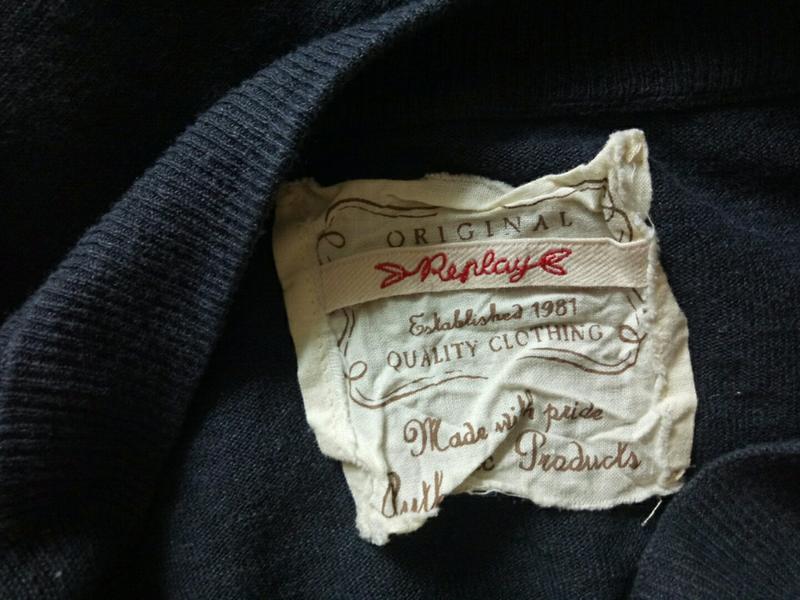 ORIGINAL
Replay
Established 1981
QUALITY CLOTHING
Made with pride
Products